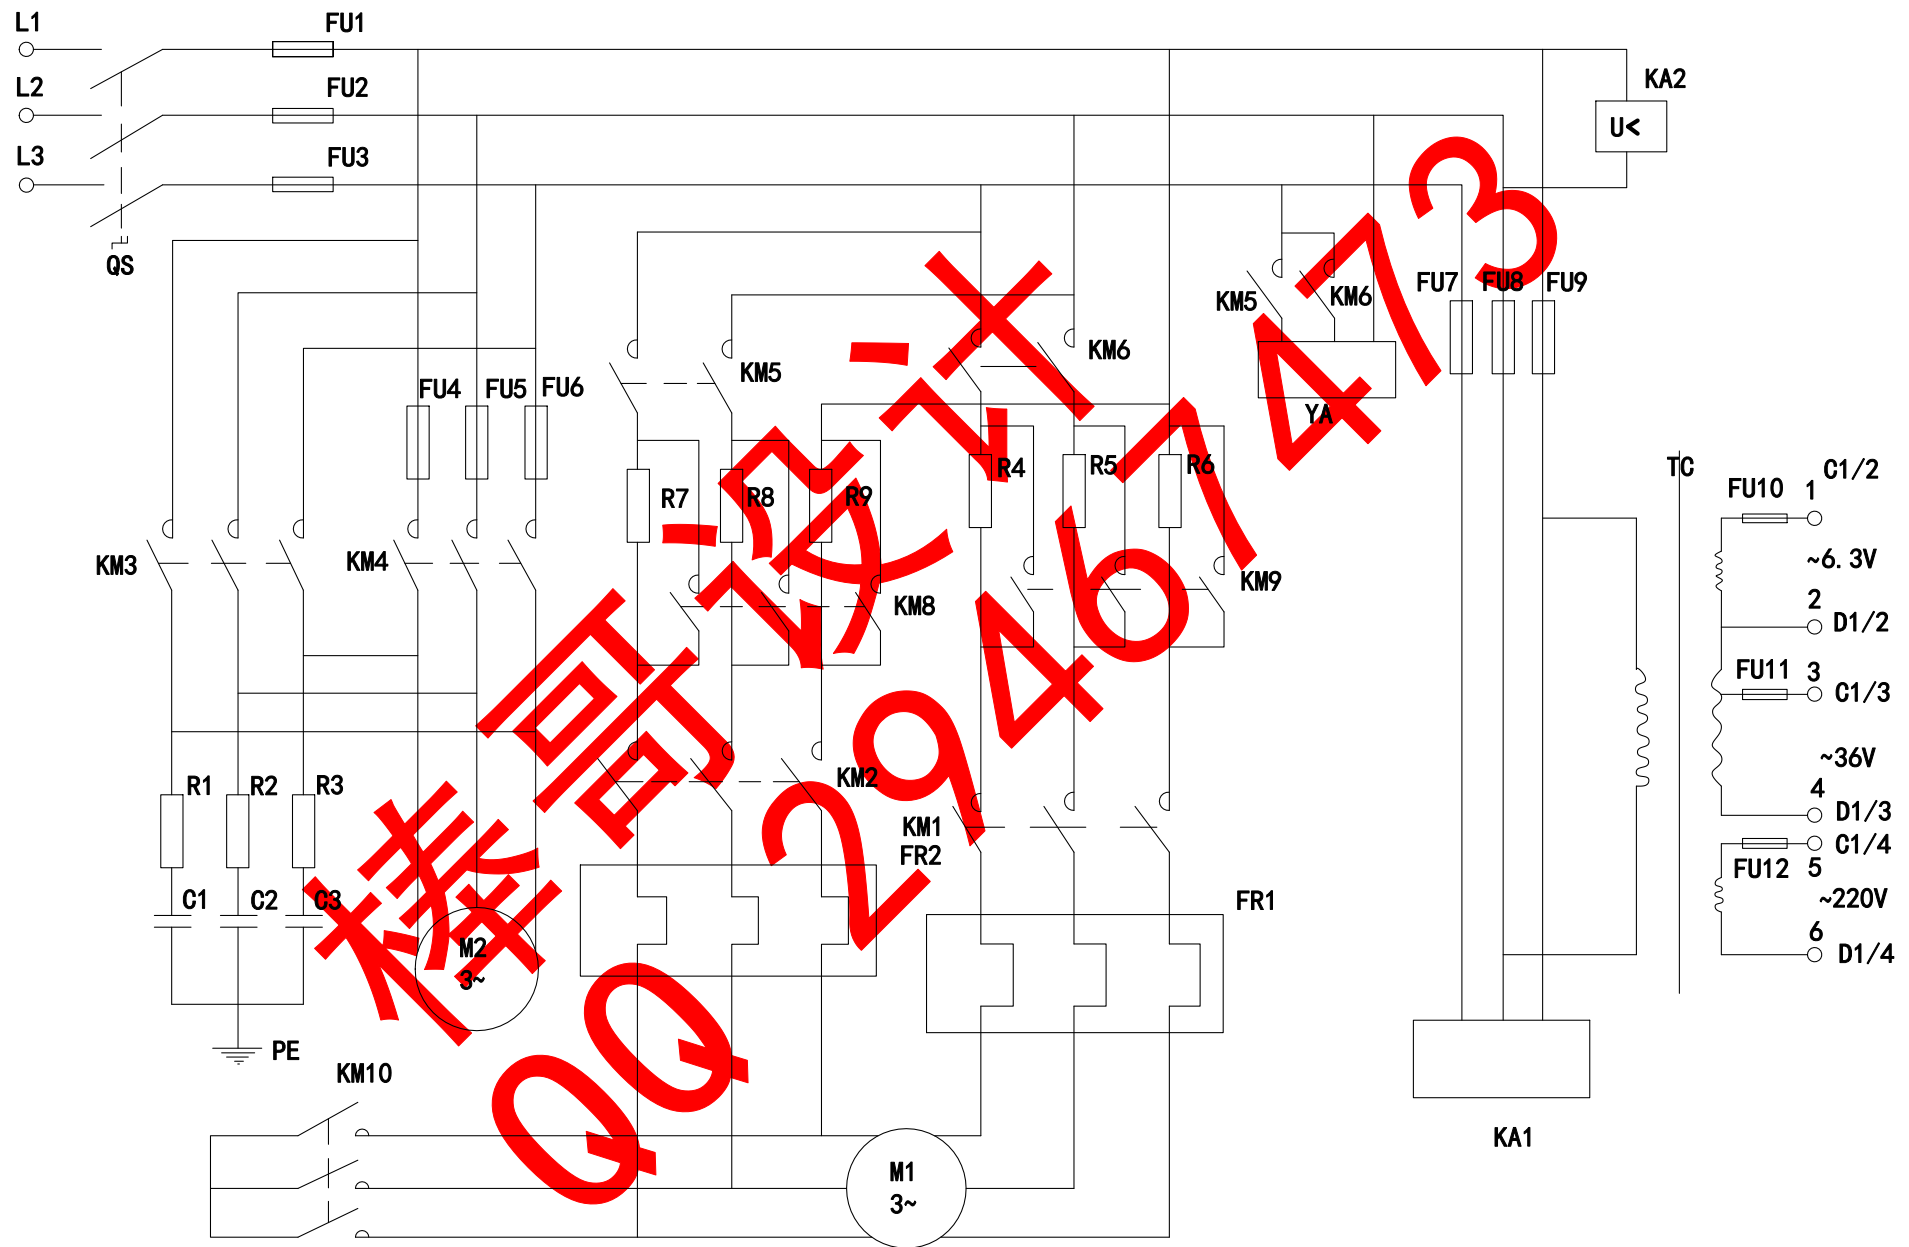 L1
FU1
L2
FU2
KA2
U<
L3
FU3
QS
KM5
KM6
FU7
FU8
FU9
KM5
KM6
FU4
FU5
FU6
YA
R7
R8
R9
R4
R5
R6
TC
C1/2
FU10
1
KM3
KM4
~6.3V
KM8
KM9
2
D1/2
FU11
3
C1/3
~36V
R1
R2
R3
KM2
4
D1/3
KM1
FR2
C1/4
FU12
5
C1
C2
C3
FR1
~220V
6
D1/4
M2
3~
PE
KM10
KA1
M1
3~
棒哥设计
QQ 29467473